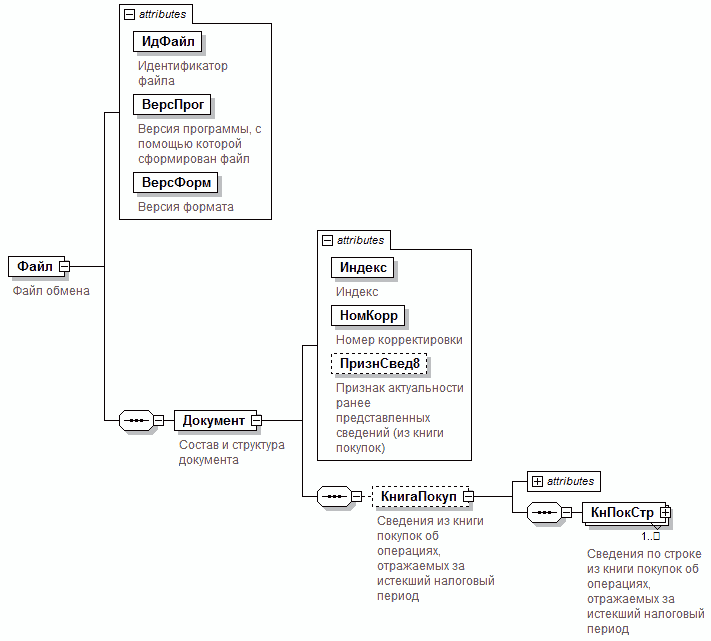 attributes
ИдФайл
Идентификатор
файла
ВерсПрог
Версия программы, с
помощью которой
сформирован файл
ВерсФорм
Версия формата
Файл
Файл обмена
attributes
Индекс
Индекс
НомКорр
Номер корректировки
ПризнСвед8
Признак актуальности
ранее
представленных
сведений (из книги
покупок)
Документ
Состав и структура
документа
КнигаПокуп
Сведения из книги
покупок об
операциях,
отражаемых за
истекший налоговый
период
attributes
КнПокСтр
1..
Сведения по строке
из книги покупок об
операциях,
отражаемых за
истекший налоговый
период